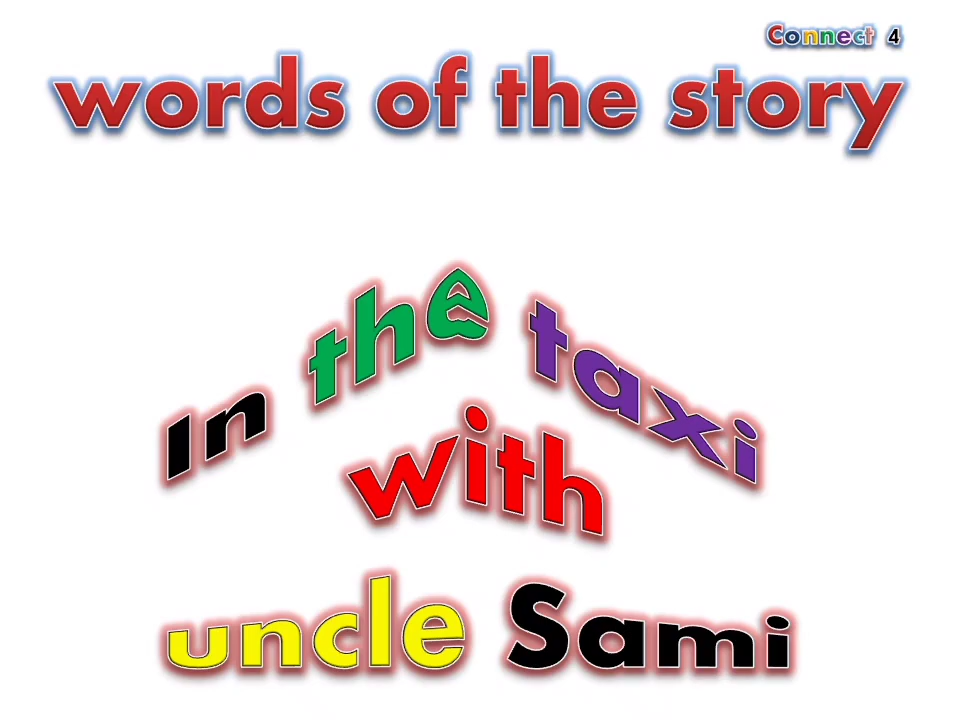 Connect 4
words of the story
In the taxi
with
uncle Sami